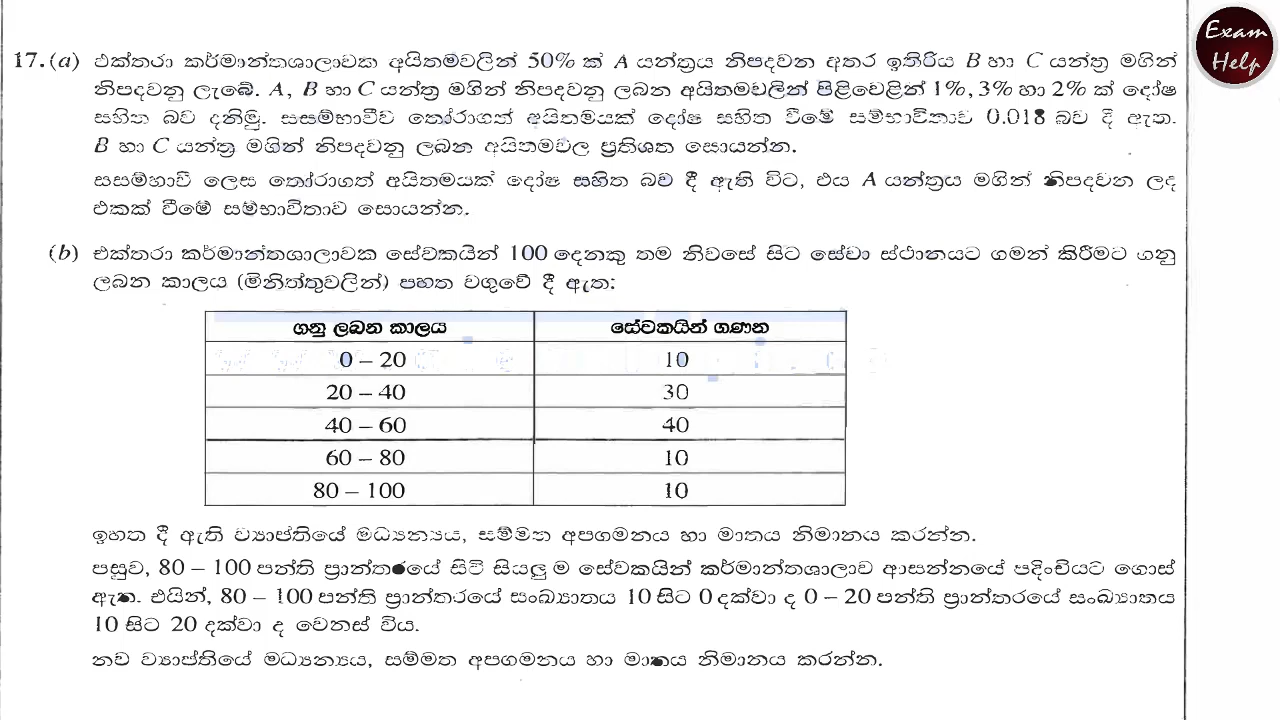 Exam
Help
17. (a) එක්තරා කර්මාන්තශාලාවක අයිතමවලින් 50% ක් A යන්ත්‍රය නිපදවන අතර ඉතිරිය B හා C යන්ත්‍ර මගින්
නිපදවනු ලැබේ. A, B හා C යන්ත්‍ර මගින් නිපදවනු ලබන අයිතමවලින් පිළිවෙළින් 1%, 3% හා 2% ක් දෝෂ
සහිත බව දනිමු. සසම්භාවීව තෝරාගත් අයිතමයක් දෝෂ සහිත වීමේ සම්භාවිතාව 0.018 බව දී ඇත.
B හා C යන්ත්‍ර මගින් නිපදවනු ලබන අයිතමවල ප්‍රතිශත සොයන්න.
සසම්භාවී ලෙස තෝරාගත් අයිතමයක් දෝෂ සහිත බව දී ඇති විට, එය A යන්ත්‍රය මගින් නිපදවන ලද
එකක් වීමේ සම්භාවිතාව සොයන්න.
(b) එක්තරා කර්මාන්තශාලාවක සේවකයින් 100 දෙනකු තම නිවසේ සිට සේවා ස්ථානයට ගමන් කිරීමට ගනු
ලබන කාලය (මිනිත්තුවලින්) පහත වගුවේ දී ඇත:
ගනු ලබන කාලය සේවකයින් ගණන
0 – 20 10
20 – 40 30
40 – 60 40
60 – 80 10
80 – 100 10
ඉහත දී ඇති ව්‍යාප්තියේ මධ්‍යන්‍යය, සම්මත අපගමනය හා මාතය නිමානය කරන්න.
පසුව, 80 – 100 පන්ති ප්‍රාන්තරයේ සිටි සියලු ම සේවකයින් කර්මාන්තශාලාව ආසන්නයේ පදිංචියට ගොස්
ඇත. එයින්, 80 – 100 පන්ති ප්‍රාන්තරයේ සංඛ්‍යාතය 10 සිට 0 දක්වා ද 0 – 20 පන්ති ප්‍රාන්තරයේ සංඛ්‍යාතය
10 සිට 20 දක්වා ද වෙනස් විය.
නව ව්‍යාප්තියේ මධ්‍යන්‍යය, සම්මත අපගමනය හා මාතය නිමානය කරන්න.